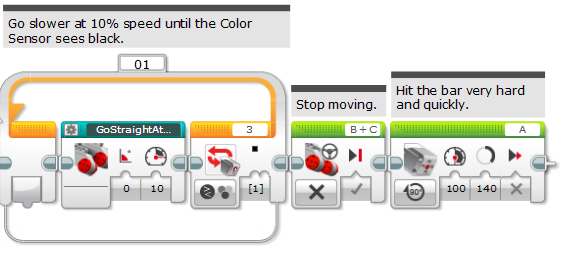 Go slower at 10% speed until the Color
Sensor sees black.
01
Stop moving.
Hit the bar very hard
and quickly.
GoStraightAt...
3
B + C
A
0 10
[1]
90°
100 140